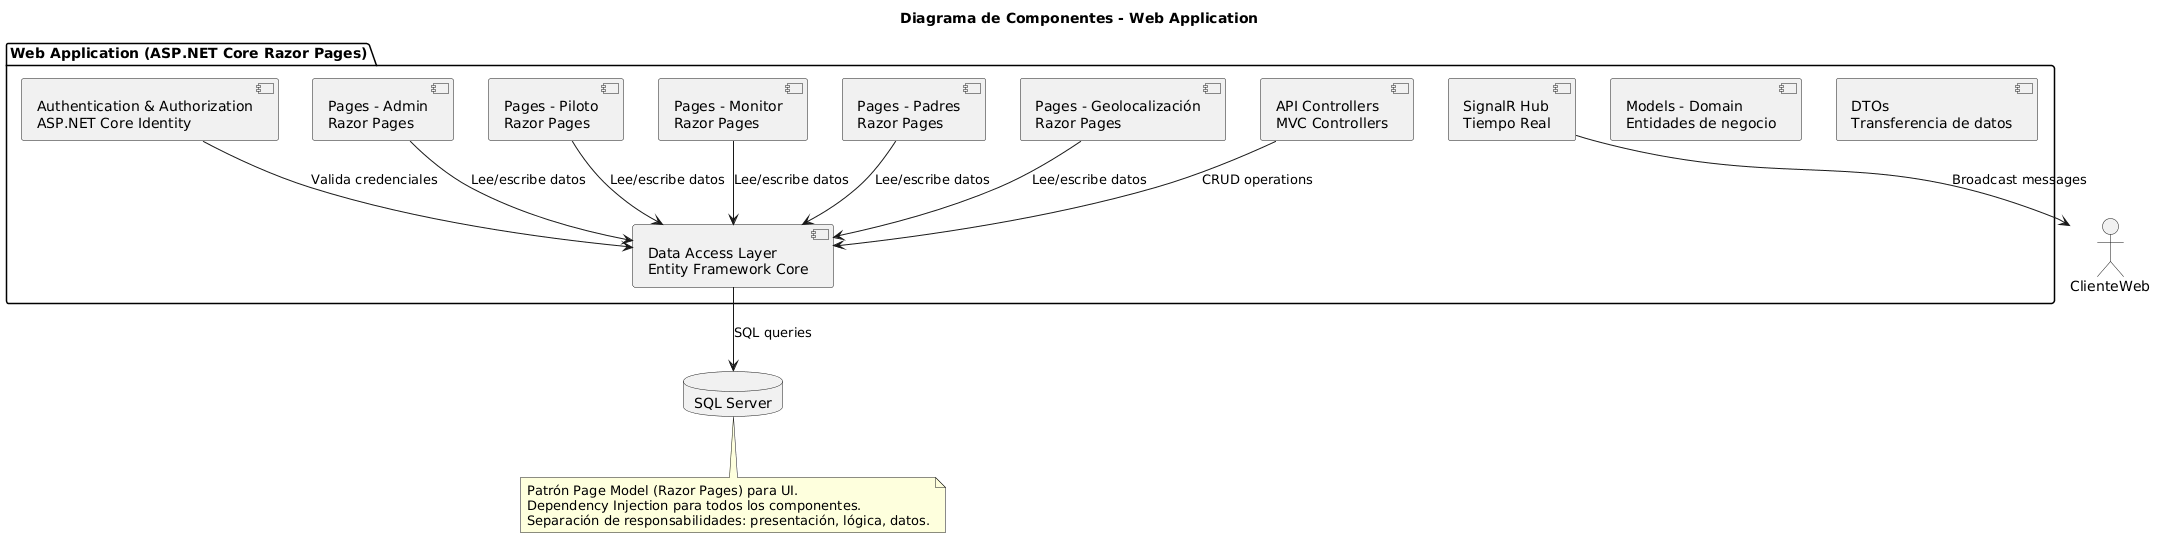 Diagrama de Componentes - Web Application
Web Application (ASP.NET Core Razor Pages)
Authentication & Authorization
ASP.NET Core Identity
Pages - Admin
Razor Pages
Pages - Piloto
Razor Pages
Pages - Monitor
Razor Pages
Pages - Padres
Razor Pages
Pages - Geolocalización
Razor Pages
API Controllers
MVC Controllers
SignalR Hub
Tiempo Real
Models - Domain
Entidades de negocio
DTOs
Transferencia de datos
Valida credenciales
Lee/escribe datos
Lee/escribe datos
Lee/escribe datos
Lee/escribe datos
Lee/escribe datos
CRUD operations
Broadcast messages
Data Access Layer
Entity Framework Core
ClienteWeb
SQL queries
SQL Server
Patrón Page Model (Razor Pages) para UI.
Dependency Injection para todos los componentes.
Separación de responsabilidades: presentación, lógica, datos.